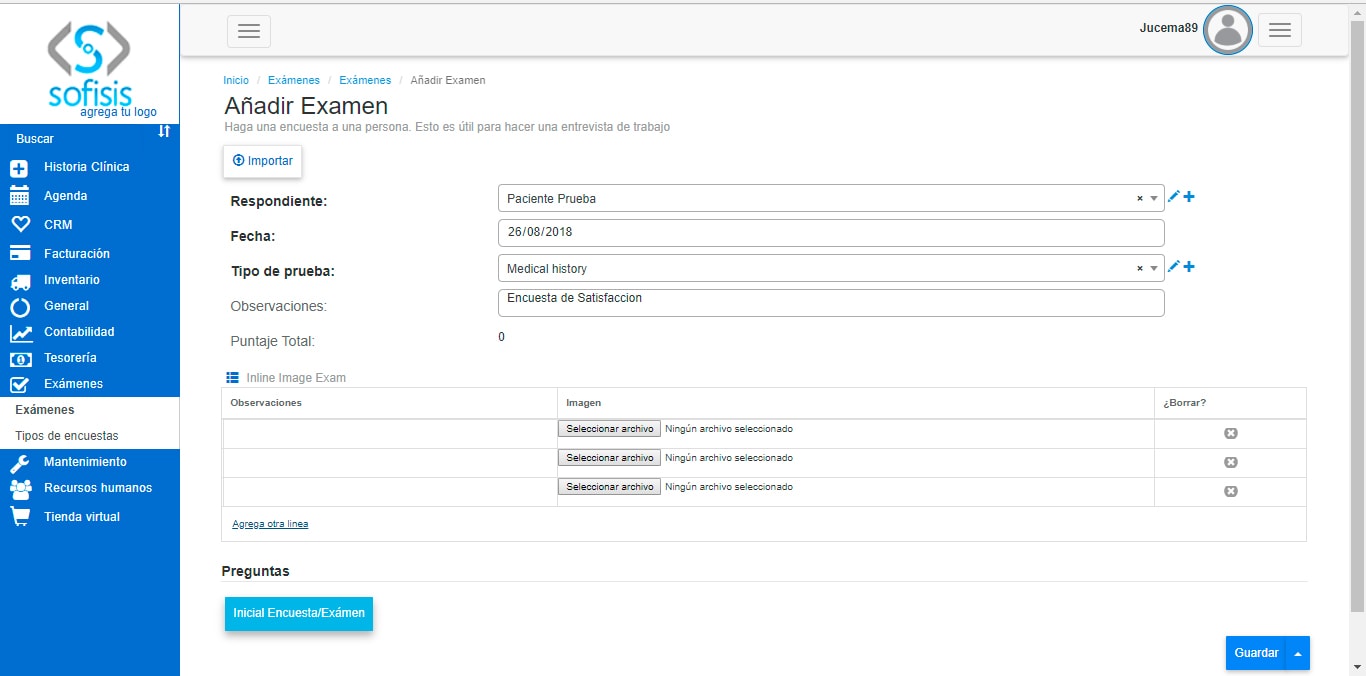 sofisis
agrega tu logo
Buscar
Historia Clínica
Agenda
CRM
Facturación
Inventario
General
Contabilidad
Tesorería
Exámenes
Exámenes
Tipos de encuestas
Mantenimiento
Recursos humanos
Tienda virtual
Jucema89
Inicio / Exámenes / Exámenes / Añadir Examen
Añadir Examen
Haga una encuesta a una persona. Esto es útil para hacer una entrevista de trabajo
Importar
Respondiente: Paciente Prueba × 
Fecha: 26/08/2018
Tipo de prueba: Medical history ×
Observaciones: Encuesta de Satisfaccion
Puntaje Total: 0
Inline Image Exam
Observaciones Imagen ¿Borrar?
Seleccionar archivo Ningún archivo seleccionado
Seleccionar archivo Ningún archivo seleccionado
Seleccionar archivo Ningún archivo seleccionado
Agrega otra linea
Preguntas
Inicial Encuesta/Exámen
Guardar